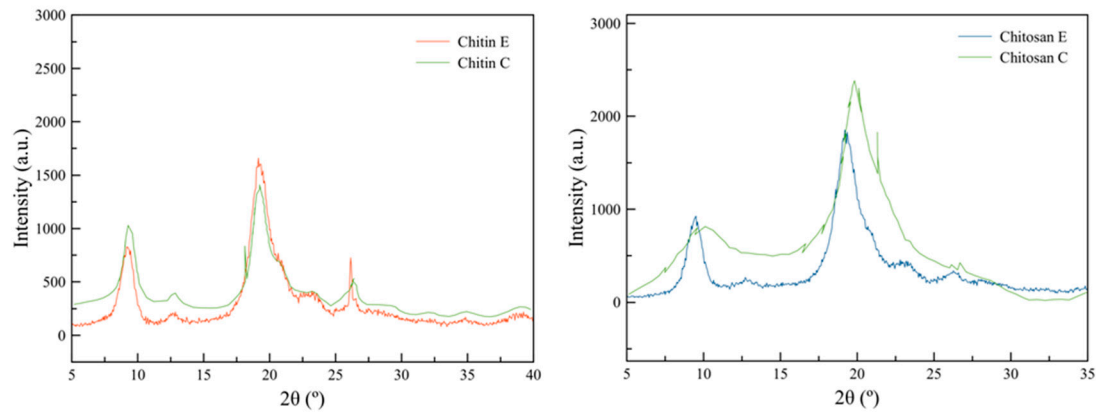 3000
2500
2000
1500
1000
500
0
Intensity (a.u.)
Chitin E
Chitin C
5 10 15 20 25 30 35 40
2θ (º)
3000
2000
1000
0
Intensity (a.u.)
Chitosan E
Chitosan C
5 10 15 20 25 30 35
2θ (º)